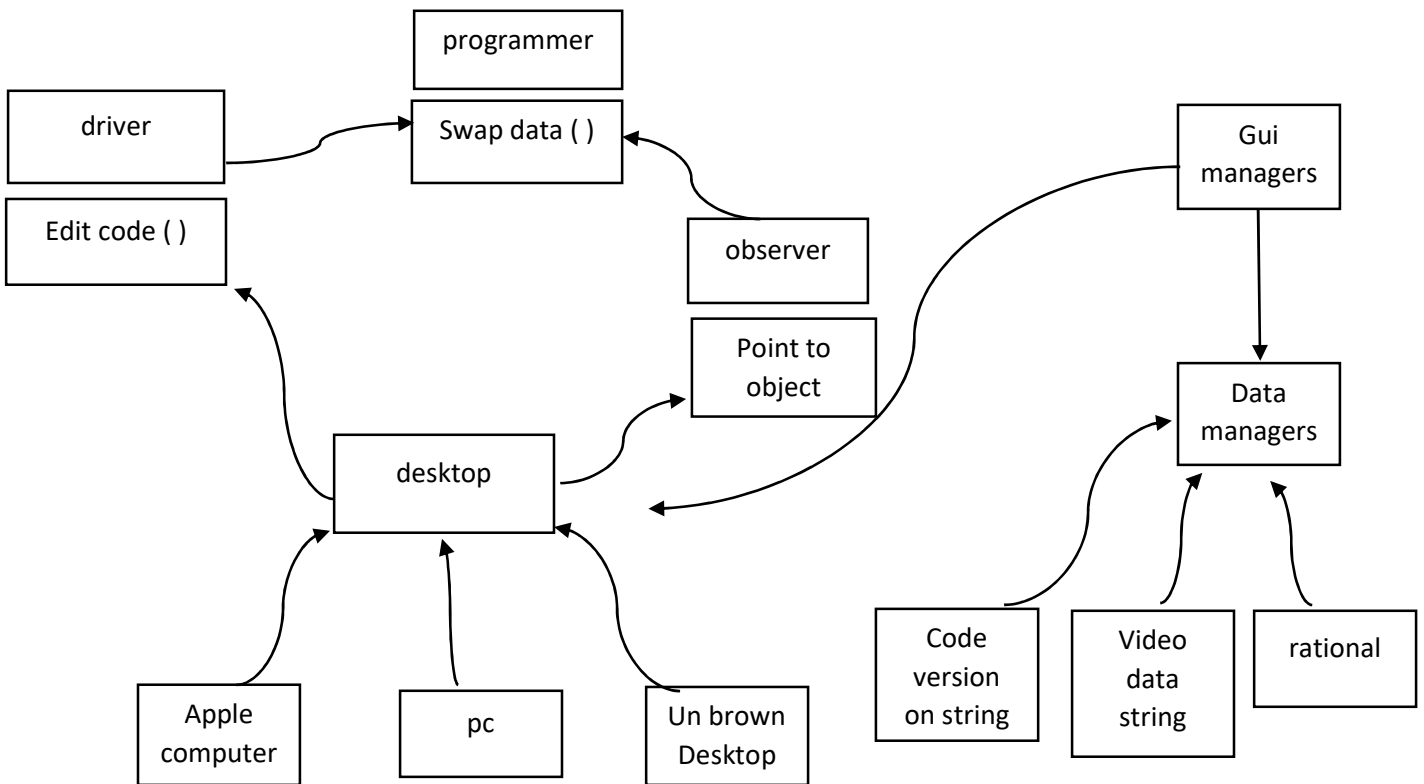 programmer
driver
Swap data ( )
Gui
managers
Edit code ( )
observer
Point to
object
Data
managers
desktop
Code
version
on string
Video
data
string
rational
Apple
computer
pc
Un brown
Desktop